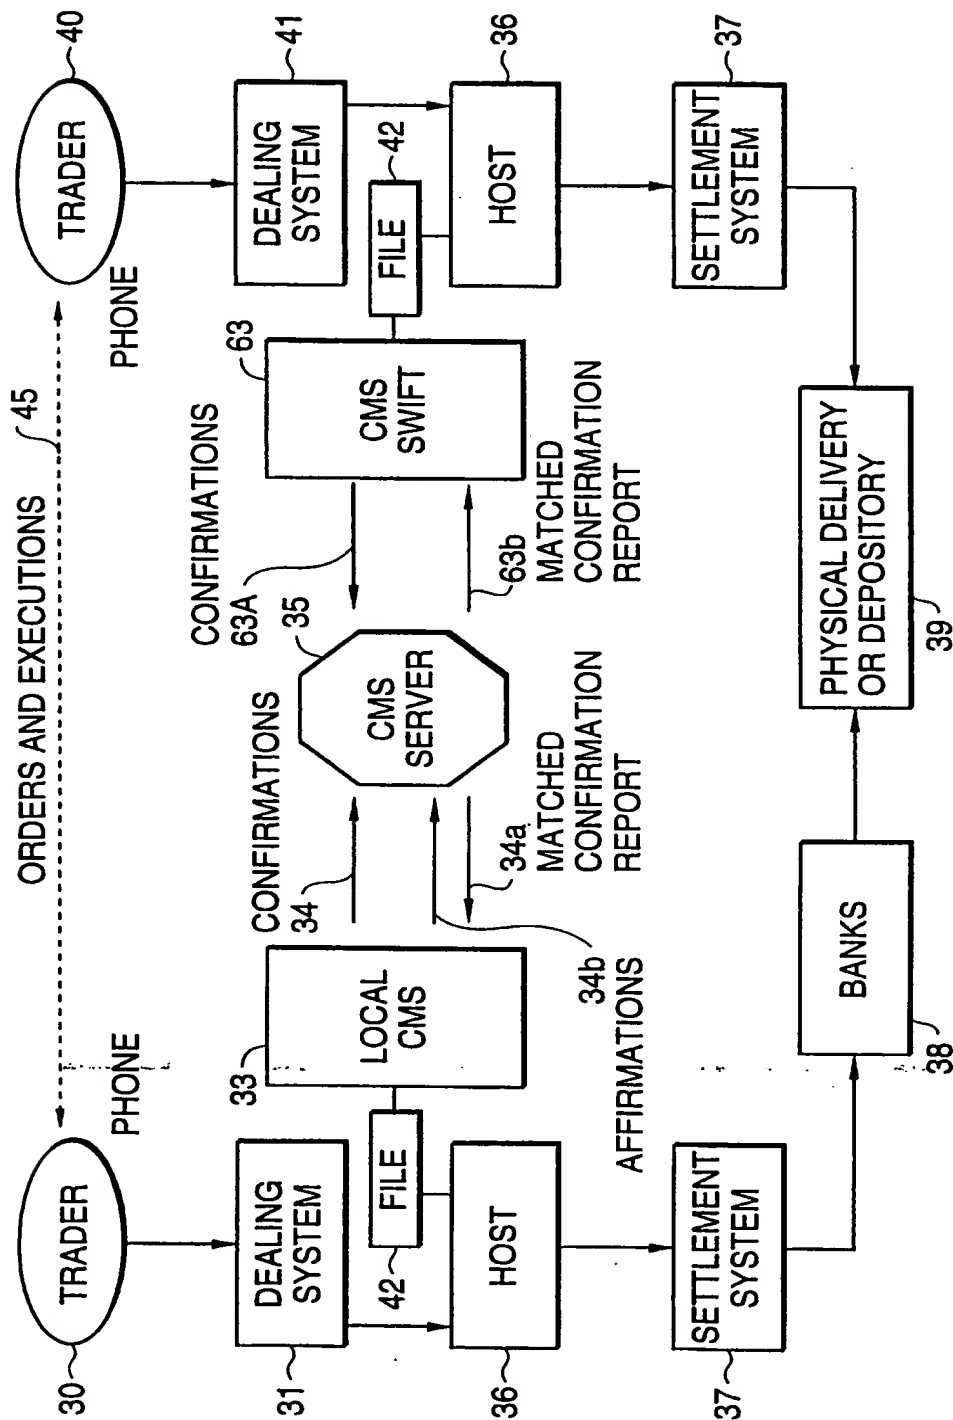 ORDERS AND EXECUTIONS
45
30
TRADER
PHONE
PHONE
TRADER
40
31
DEALING
SYSTEM
DEALING
SYSTEM
41
33
LOCAL
CMS
CONFIRMATIONS
34
CMS
SERVER
35
CONFIRMATIONS
63A
CMS
SWIFT
63
42
FILE
FILE
42
34b
AFFIRMATIONS
34a
MATCHED
CONFIRMATION
REPORT
63b
MATCHED
CONFIRMATION
REPORT
36
HOST
HOST
36
37
SETTLEMENT
SYSTEM
SETTLEMENT
SYSTEM
37
BANKS
38
PHYSICAL DELIVERY
OR DEPOSITORY
39